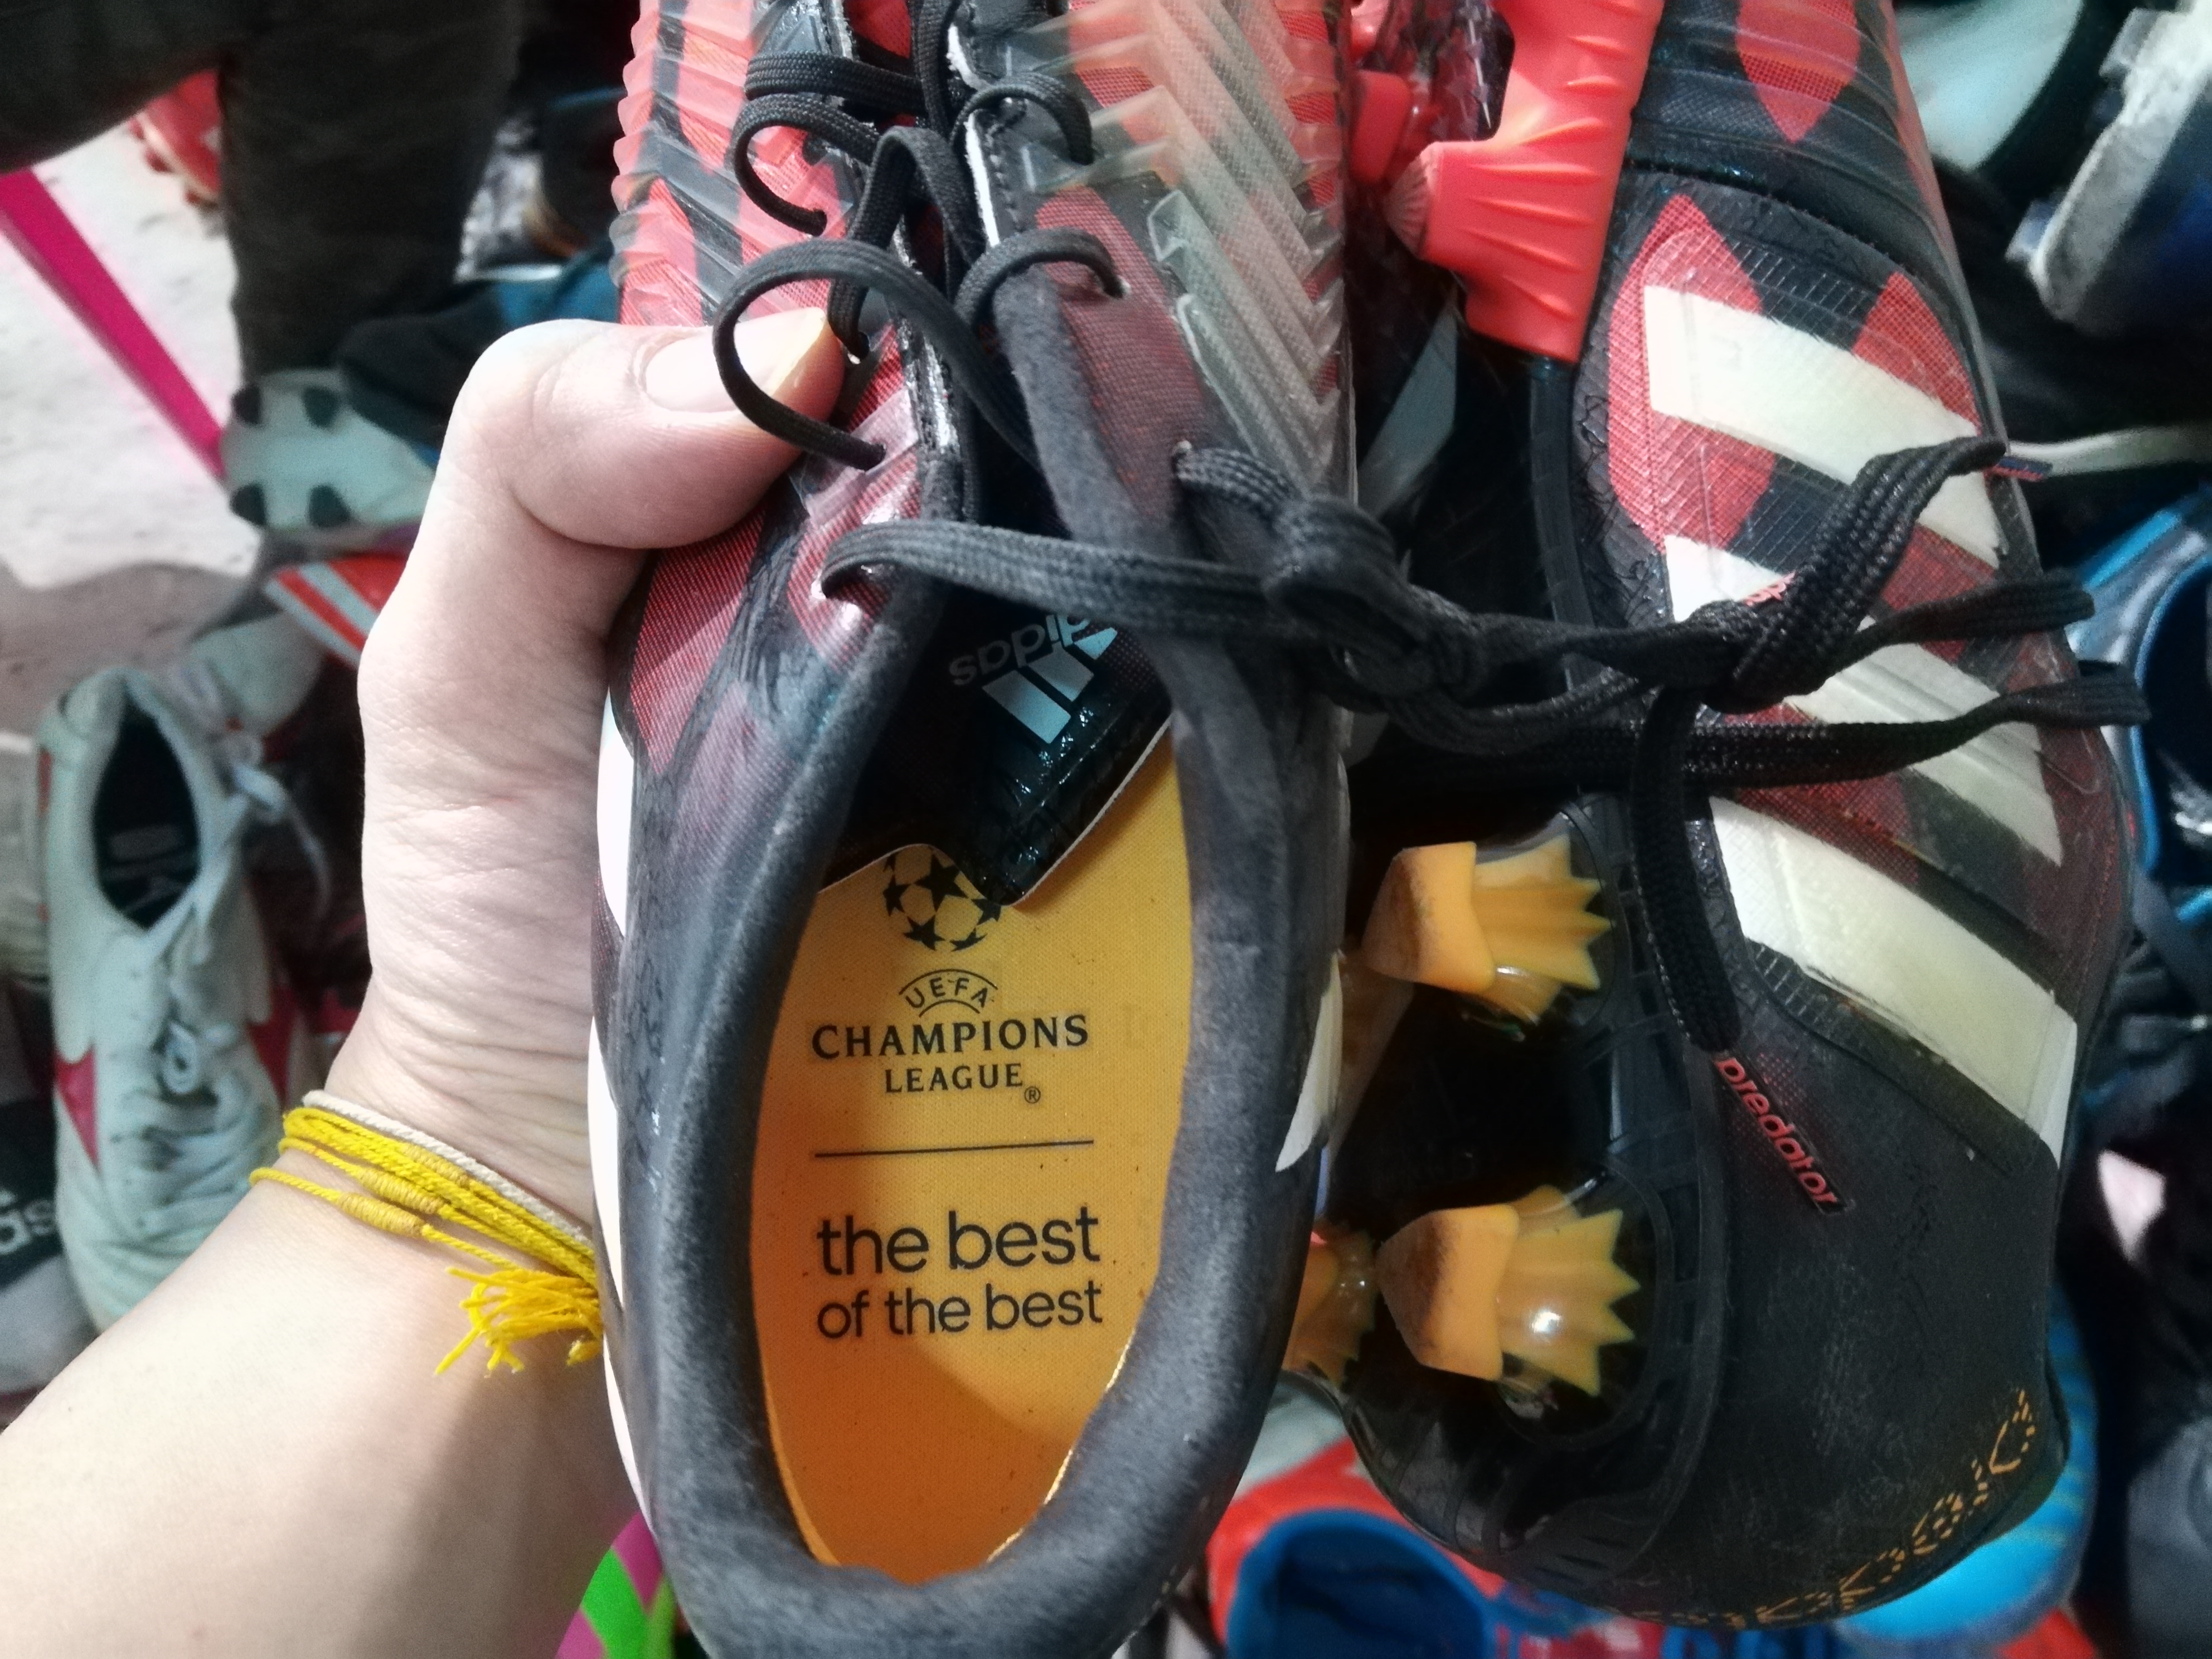 adidas
UEFA
CHAMPIONS
LEAGUE®
the best
of the best
predator